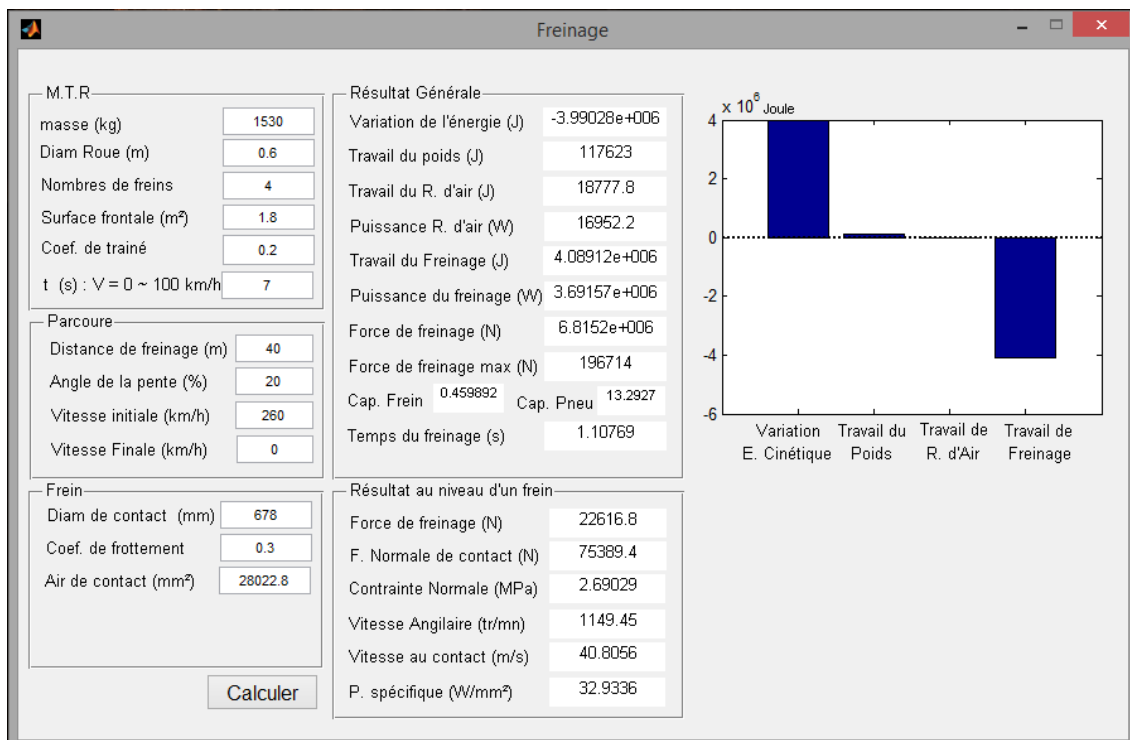 Freinage
M.T.R
masse (kg) 1530
Diam Roue (m) 0.6
Nombres de freins 4
Surface frontale (m²) 1.8
Coef. de trainé 0.2
t (s) : V = 0 ~ 100 km/h 7
Parcoure
Distance de freinage (m) 40
Angle de la pente (%) 20
Vitesse initiale (km/h) 260
Vitesse Finale (km/h) 0
Frein
Diam de contact (mm) 678
Coef. de frottement 0.3
Air de contact (mm²) 28022.8
Calculer
Résultat Générale
Variation de l'énergie (J) -3.99028e+006
Travail du poids (J) 117623
Travail du R. d'air (J) 18777.8
Puissance R. d'air (W) 16952.2
Travail du Freinage (J) 4.08912e+006
Puissance du freinage (W) 3.69157e+006
Force de freinage (N) 6.8152e+006
Force de freinage max (N) 196714
Cap. Frein 0.459892 Cap. Pneu 13.2927
Temps du freinage (s) 1.10769
Résultat au niveau d'un frein
Force de freinage (N) 22616.8
F. Normale de contact (N) 75389.4
Contrainte Normale (MPa) 2.69029
Vitesse Angilaire (tr/mn) 1149.45
Vitesse au contact (m/s) 40.8056
P. spécifique (W/mm²) 32.9336
x 10⁶ Joule
4
2
0
-2
-4
-6
Variation E. Cinétique
Travail du Poids
Travail de R. d'Air
Travail de Freinage